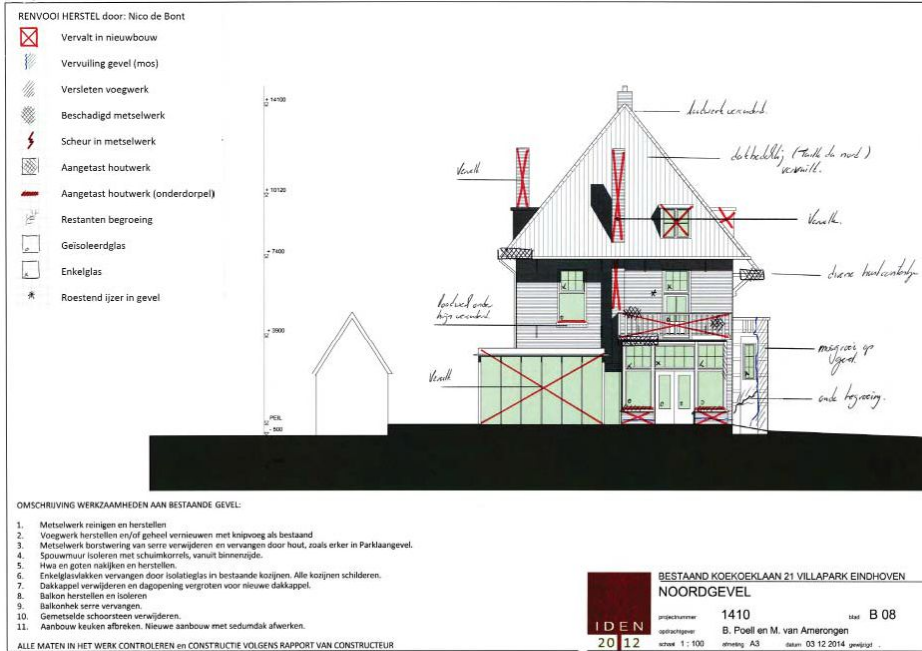 RENVOOI HERSTEL door: Nico de Bont
Vervalt in nieuwbouw
Vervuiling gevel (mos)
Versleten voegwerk
Beschadigd metselwerk
Scheur in metselwerk
Aangetast houtwerk
Aangetast houtwerk (onderdorpel)
Restanten begroeing
Geïsoleerdglas
Enkelglas
Roestend ijzer in gevel
+ 14100
+ 10120
+ 7400
+ 3900
PEIL
- 500
Vervalt
Vervalt.
Vervalt
mosgroei op
gevel.
oude begroeing.
OMSCHRIJVING WERKZAAMHEDEN AAN BESTAANDE GEVEL:
1. Metselwerk reinigen en herstellen
2. Voegwerk herstellen en/of geheel vernieuwen met knipvoeg als bestaand
3. Metselwerk borstwering van serre verwijderen en vervangen door hout, zoals erker in Parklaangevel.
4. Spouwmuur isoleren met schuimkorrels, vanuit binnenzijde.
5. Hwa en goten nakijken en herstellen.
6. Enkelglasvlakken vervangen door isolatieglas in bestaande kozijnen. Alle kozijnen schilderen.
7. Dakkappel verwijderen en dagopening vergroten voor nieuwe dakkappel.
8. Balkon herstellen en isoleren
9. Balkonhek serre vervangen.
10. Gemetselde schoorsteen verwijderen.
11. Aanbouw keuken afbreken. Nieuwe aanbouw met sedumdak afwerken.
ALLE MATEN IN HET WERK CONTROLEREN en CONSTRUCTIE VOLGENS RAPPORT VAN CONSTRUCTEUR
IDEN
20 12
BESTAAND KOEKOEKLAAN 21 VILLAPARK EINDHOVEN
NOORDGEVEL
projectnummer 1410 blad B 08
opdrachtgever B. Poell en M. van Amerongen
schaal 1 : 100 afmeting A3 datum 03 12 2014 gewijzigd .